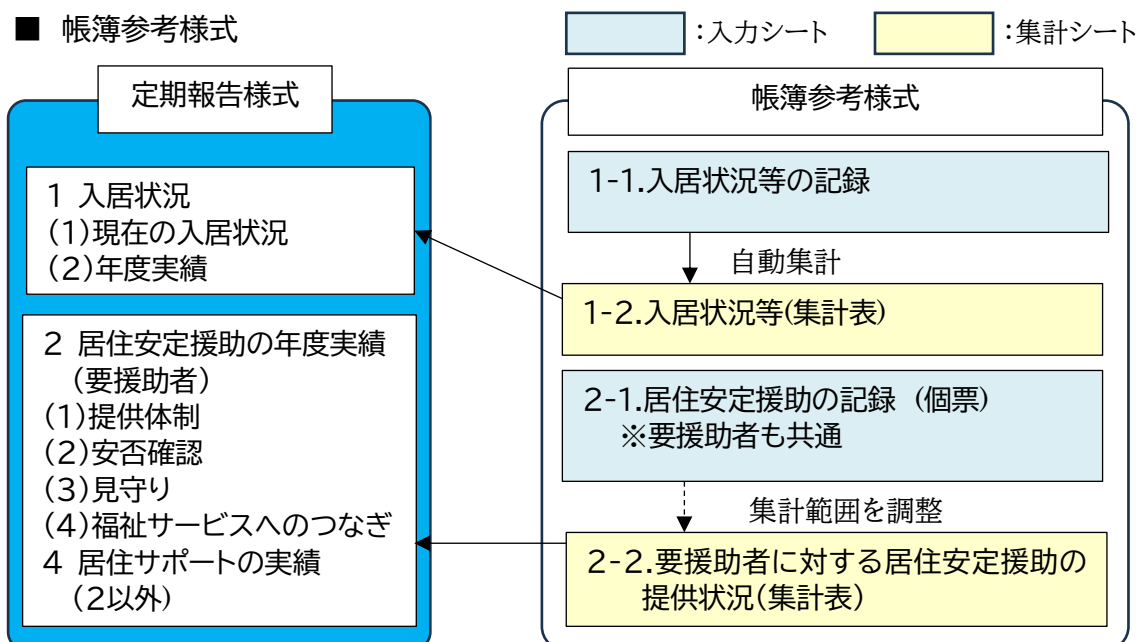 ■ 帳簿参考様式
：入力シート
：集計シート
定期報告様式
1 入居状況
(1)現在の入居状況
(2)年度実績
2 居住安定援助の年度実績
（要援助者）
(1)提供体制
(2)安否確認
(3)見守り
(4)福祉サービスへのつなぎ
4 居住サポートの実績
（2以外）
帳簿参考様式
1-1.入居状況等の記録
自動集計
1-2.入居状況等(集計表)
2-1.居住安定援助の記録（個票）
※要援助者も共通
集計範囲を調整
2-2.要援助者に対する居住安定援助の
提供状況(集計表）